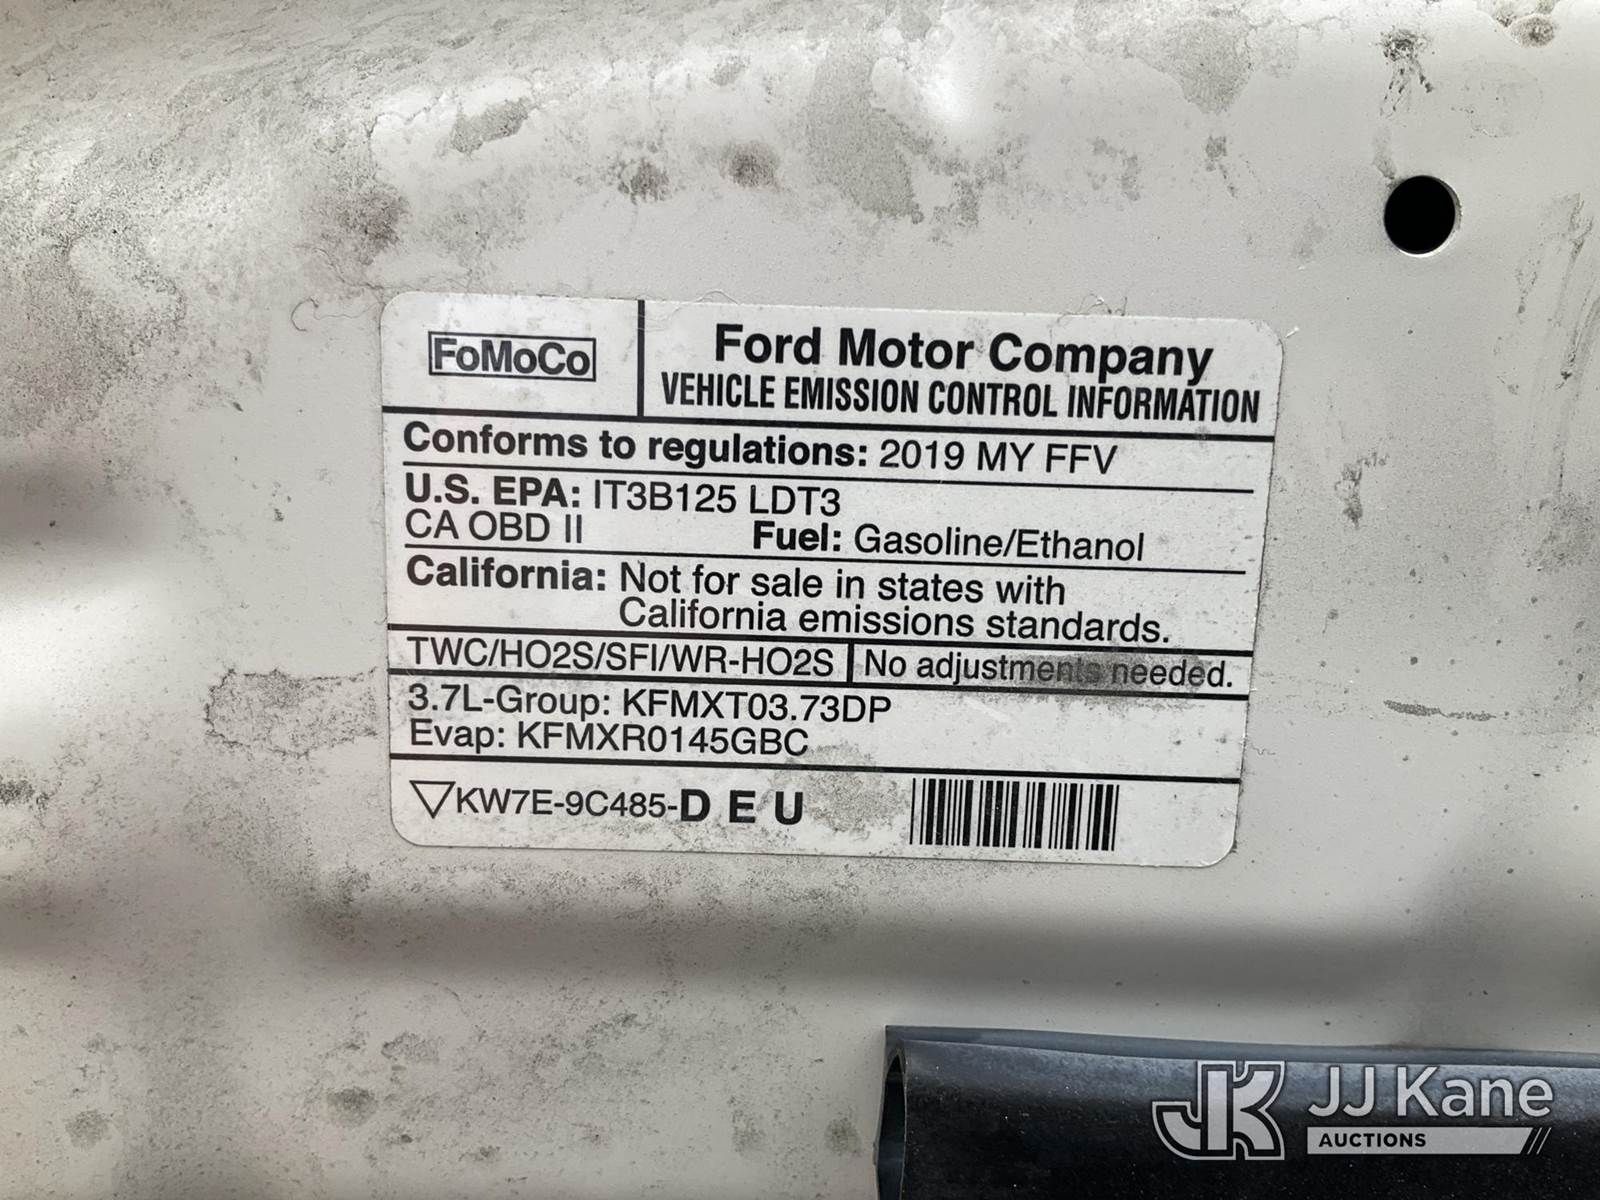 FoMoCo
Ford Motor Company
VEHICLE EMISSION CONTROL INFORMATION
Conforms to regulations: 2019 MY FFV
U.S. EPA: IT3B125 LDT3
CA OBD II Fuel: Gasoline/Ethanol
California: Not for sale in states with
California emissions standards.
TWC/HO2S/SFI/WR-HO2S No adjustments needed.
3.7L-Group: KFMXT03.73DP
Evap: KFMXR0145GBC
▽KW7E-9C485-D E U
JK JJ Kane
AUCTIONS